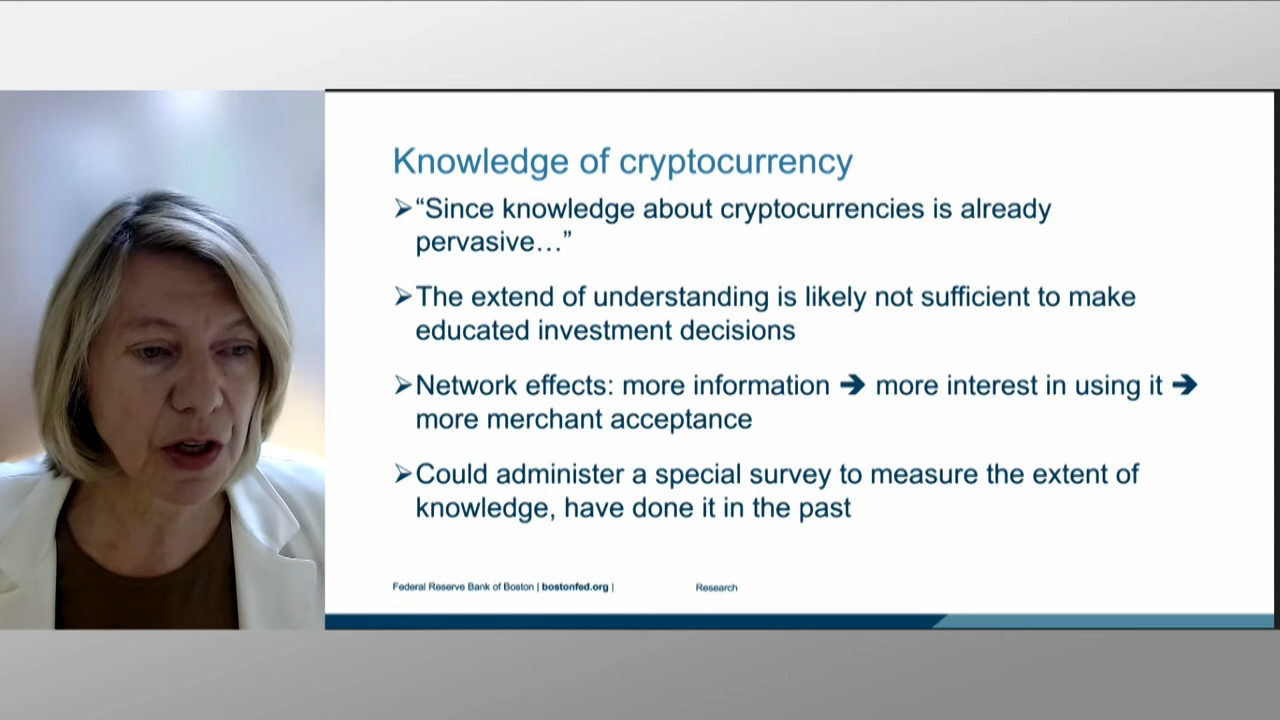 Knowledge of cryptocurrency
➢“Since knowledge about cryptocurrencies is already
pervasive…”
➢The extend of understanding is likely not sufficient to make
educated investment decisions
➢Network effects: more information ➔ more interest in using it ➔
more merchant acceptance
➢Could administer a special survey to measure the extent of
knowledge, have done it in the past
Federal Reserve Bank of Boston | bostonfed.org | Research